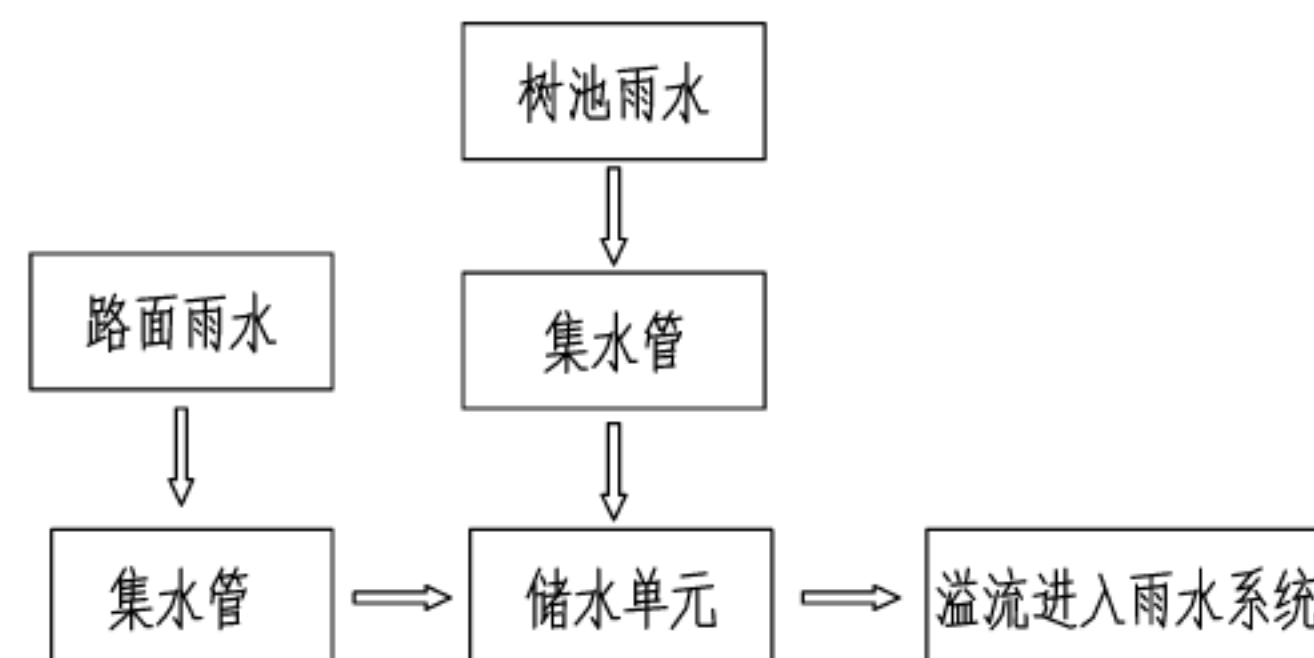 树池雨水
路面雨水
集水管
集水管
储水单元
溢流进入雨水系统